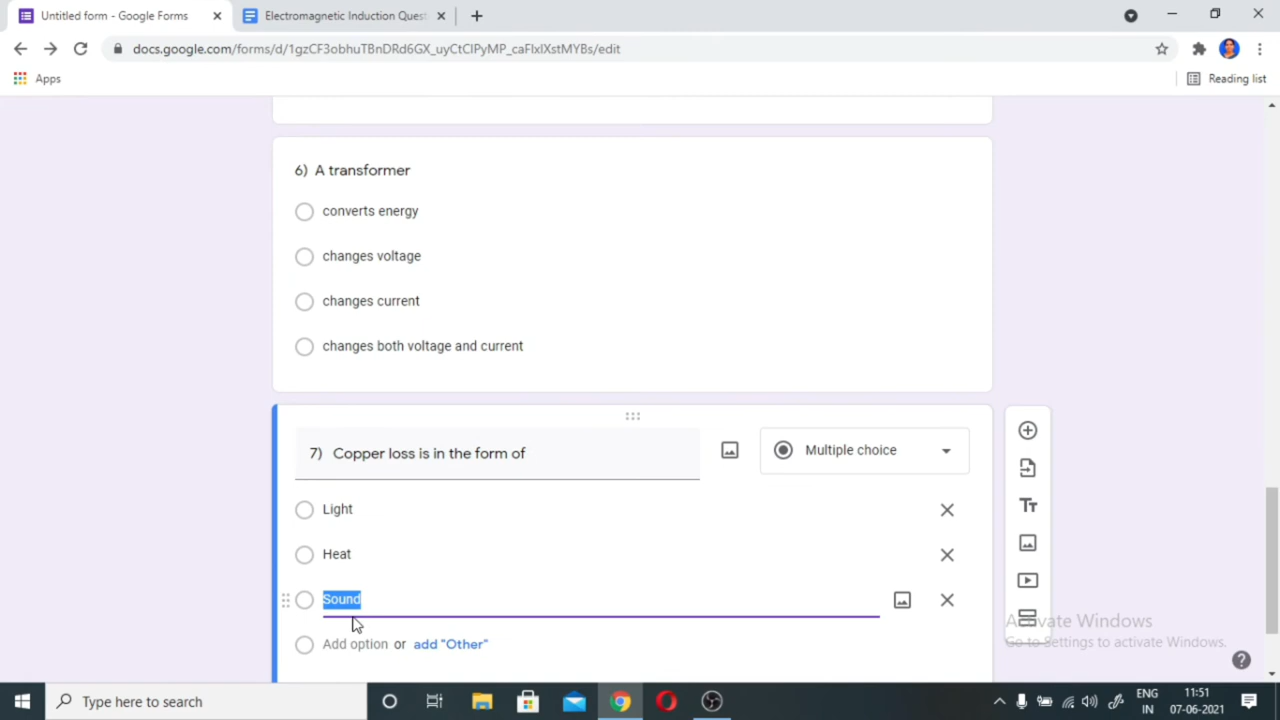 Untitled form - Google Forms
Electromagnetic Induction Quest
docs.google.com/forms/d/1gzCF3obhuTBnDRd6GX_uyCtCIPyMP_caFIxIXstMYBs/edit
Apps
Reading list
6) A transformer
converts energy
changes voltage
changes current
changes both voltage and current
7) Copper loss is in the form of
Multiple choice
Light
Heat
Sound
Add option or add "Other"
Tт
Activate Windows
Go to Settings to activate Windows.
Type here to search
ENG
IN
11:51
07-06-2021